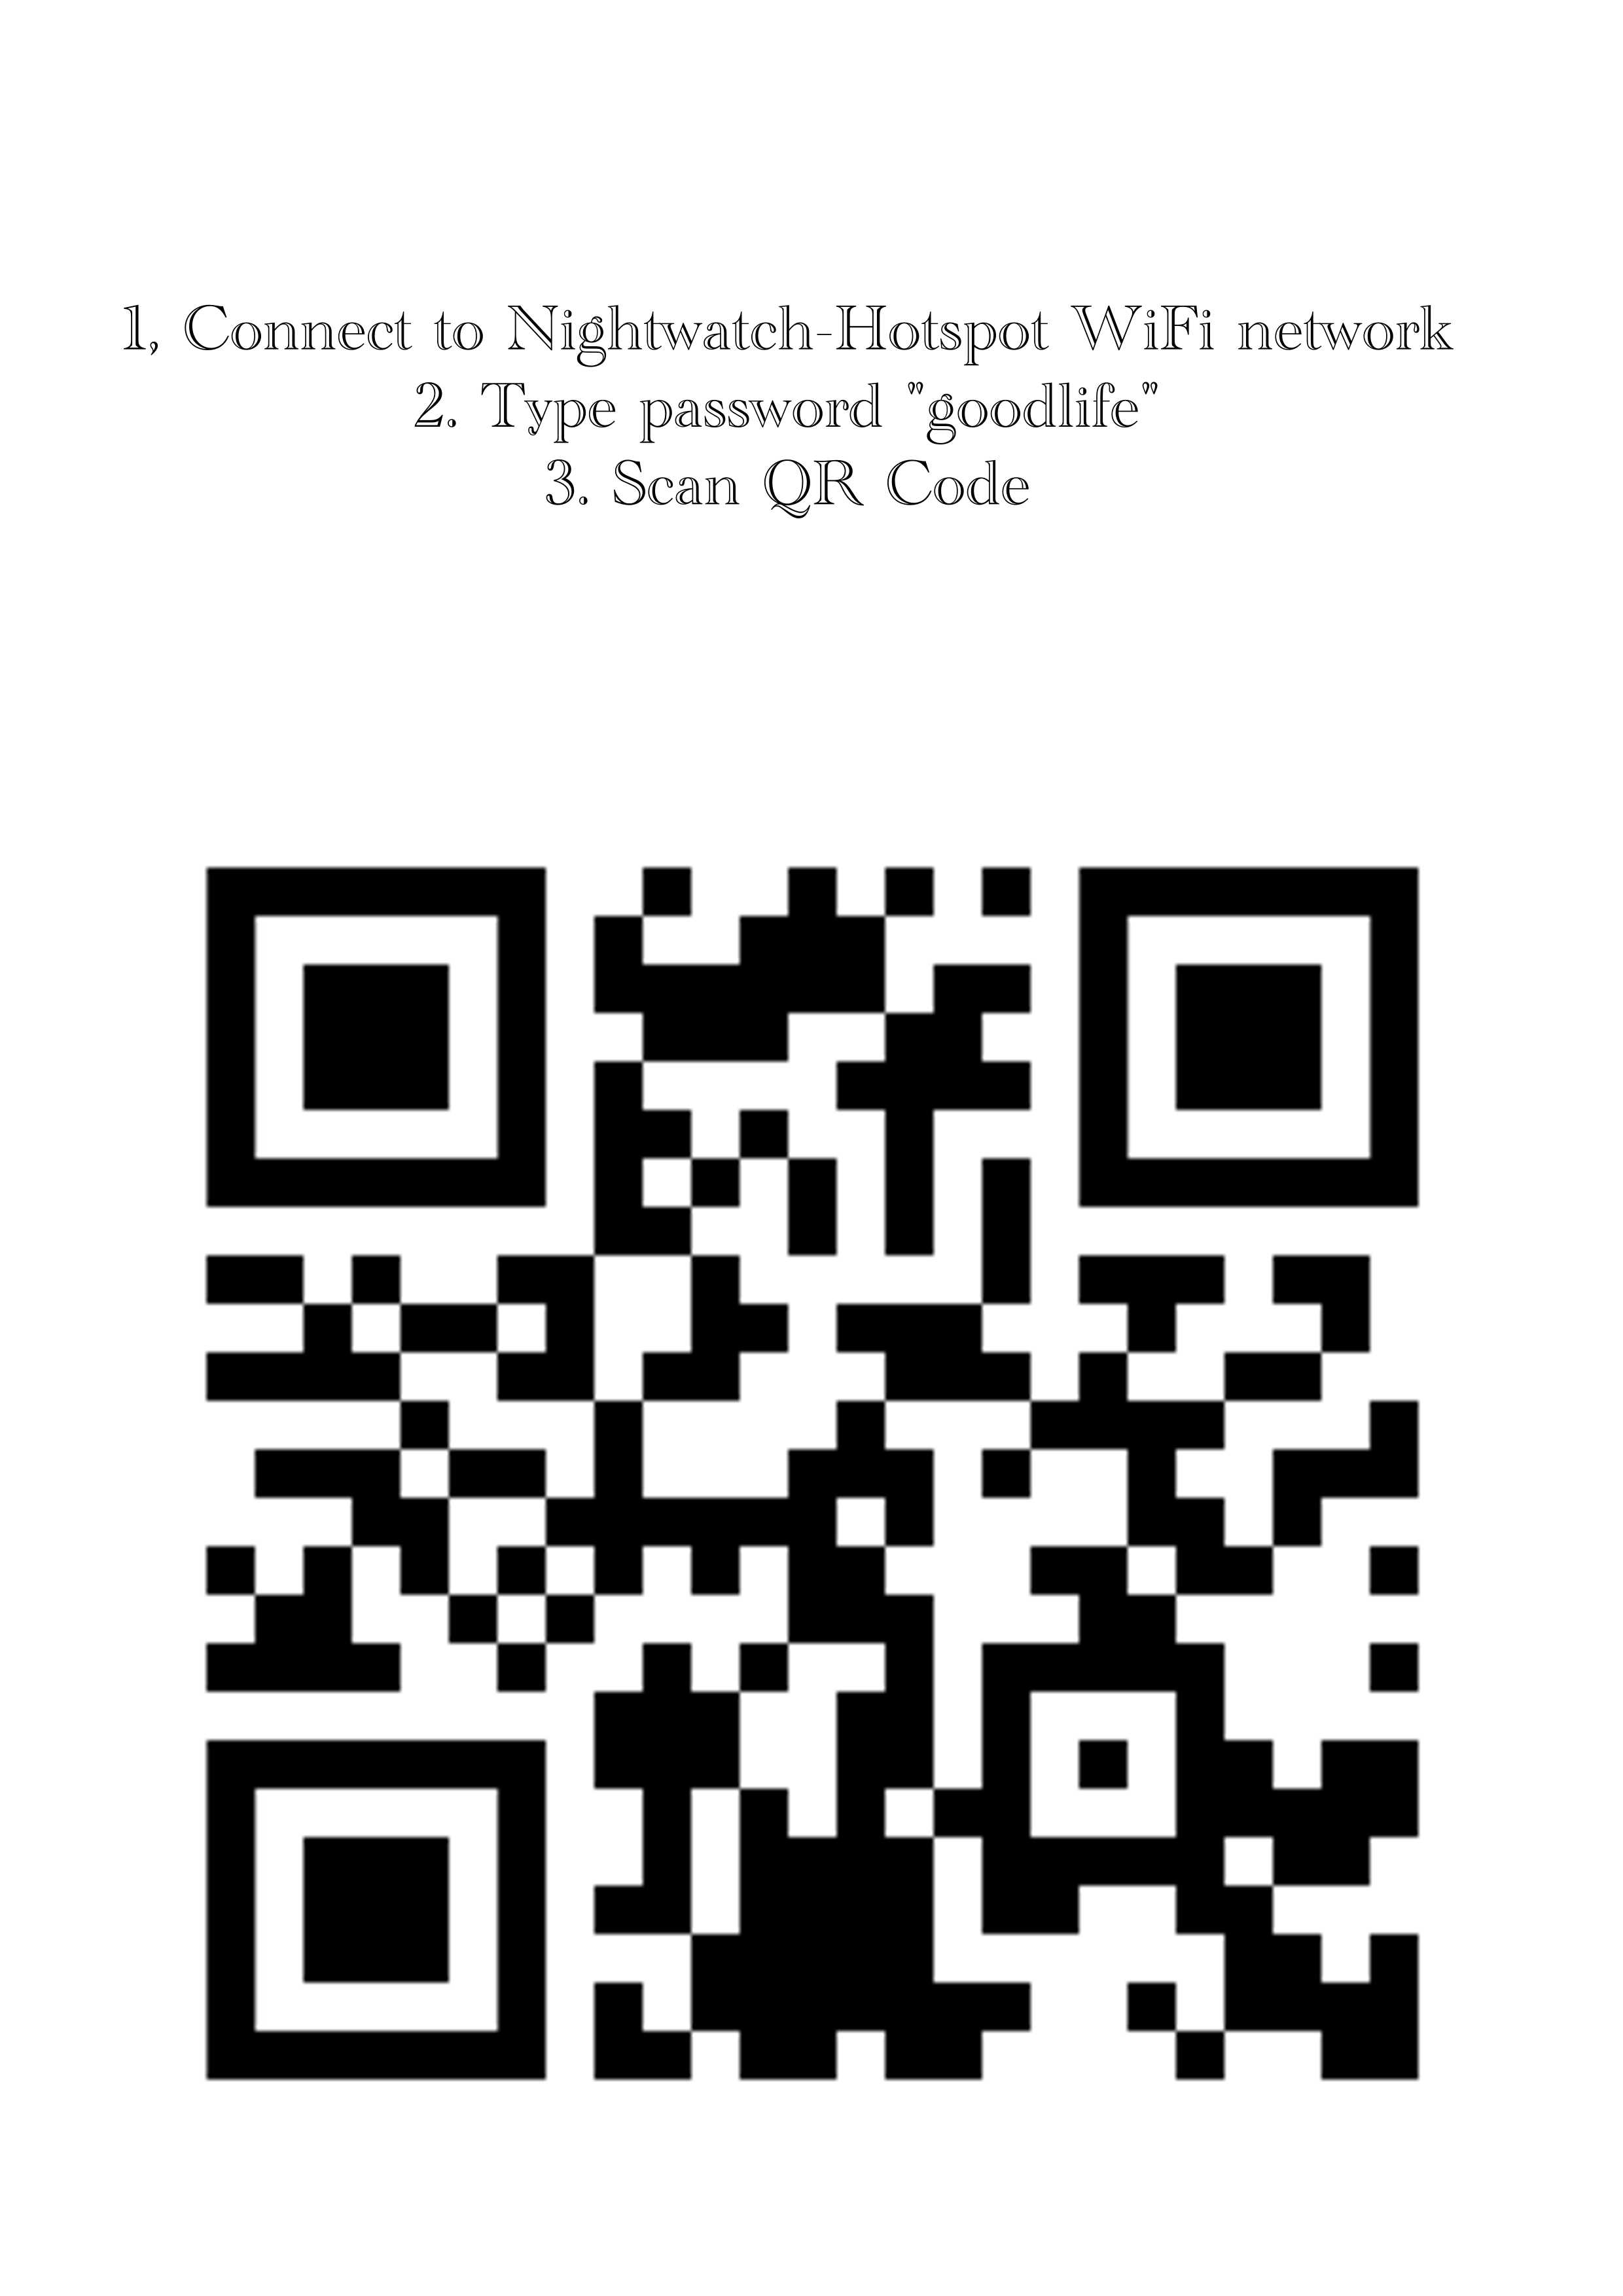 1, Connect to Nightwatch-Hotspot WiFi network
2. Type password "goodlife"
3. Scan QR Code